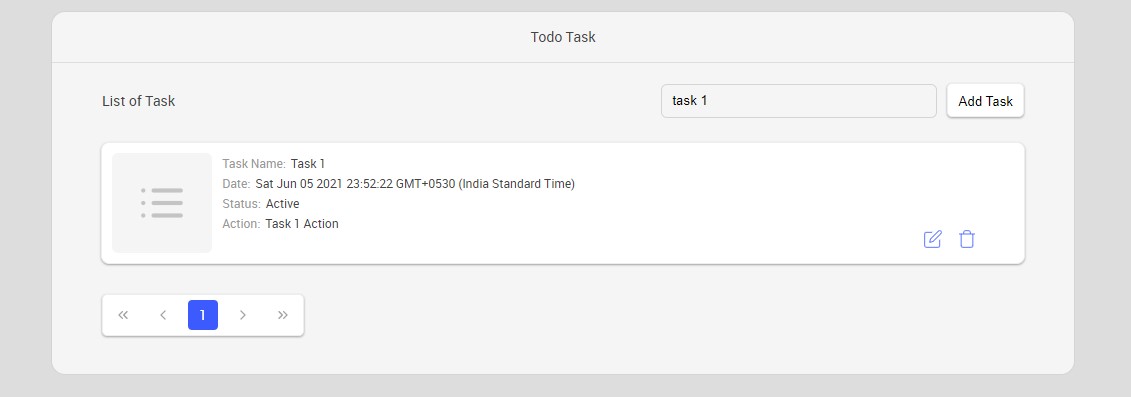 Todo Task
List of Task
task 1
Add Task
Task Name: Task 1
Date: Sat Jun 05 2021 23:52:22 GMT+0530 (India Standard Time)
Status: Active
Action: Task 1 Action
« ‹ 1 › »